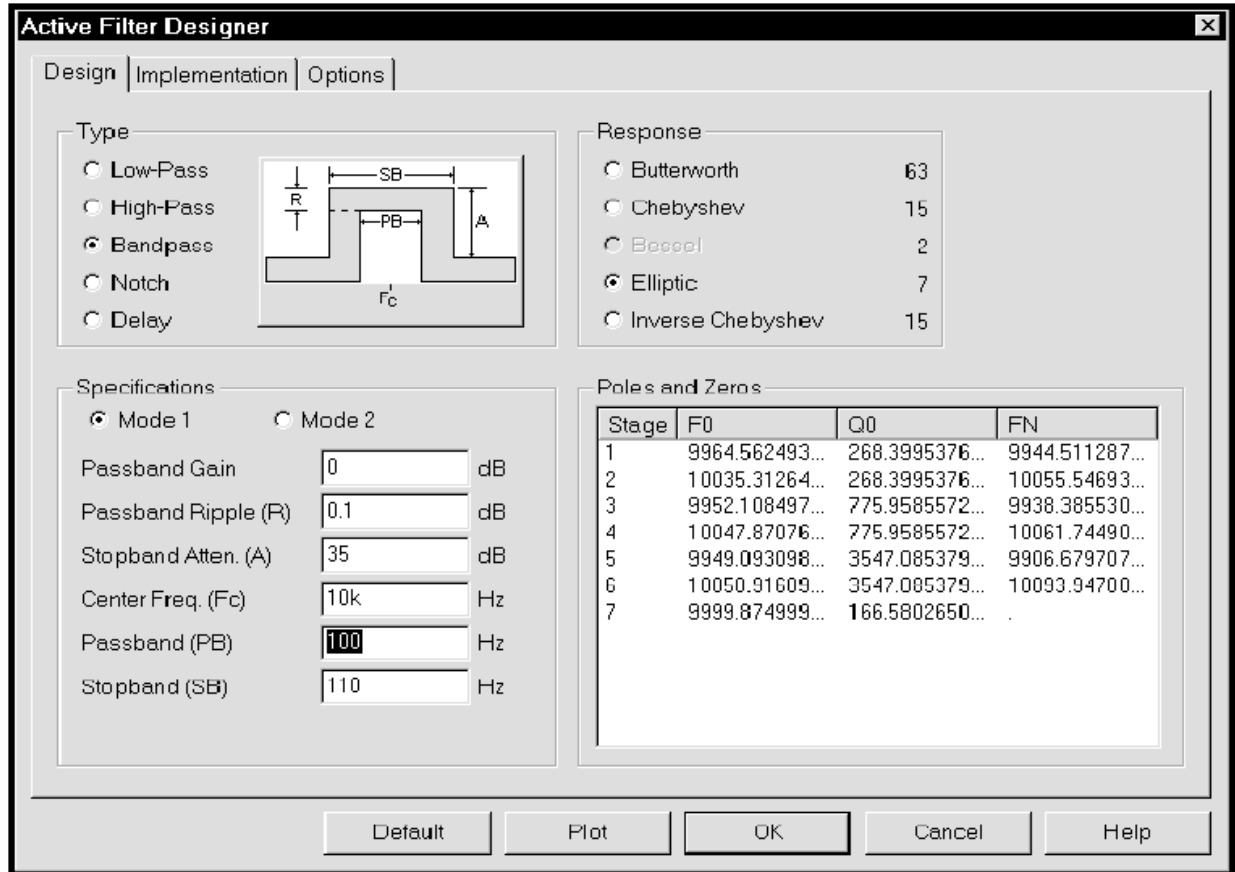 Active Filter Designer
Design Implementation Options
Type
Low-Pass
High-Pass
Bandpass
Notch
Delay
SB
R
PB
A
Fc
Response
Butterworth 63
Chebyshev 15
Bessel 2
Elliptic 7
Inverse Chebyshev 15
Specifications
Mode 1 Mode 2
Passband Gain 0 dB
Passband Ripple (R) 0.1 dB
Stopband Atten. (A) 35 dB
Center Freq. (Fc) 10k Hz
Passband (PB) 100 Hz
Stopband (SB) 110 Hz
Poles and Zeros
Stage F0 Q0 FN
1 9964.562493... 268.3995376... 9944.511287...
2 10035.31264... 268.3995376... 10055.54693...
3 9952.108497... 775.9585572... 9938.385530...
4 10047.87076... 775.9585572... 10061.74490...
5 9949.093098... 3547.085379... 9906.679707...
6 10050.91609... 3547.085379... 10093.94700...
7 9999.874999... 166.5802650... .
Default Plot OK Cancel Help